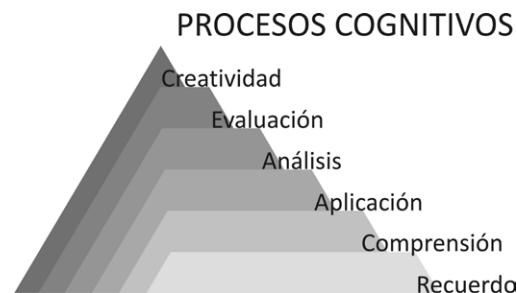 PROCESOS COGNITIVOS
Creatividad
Evaluación
Análisis
Aplicación
Comprensión
Recuerdo